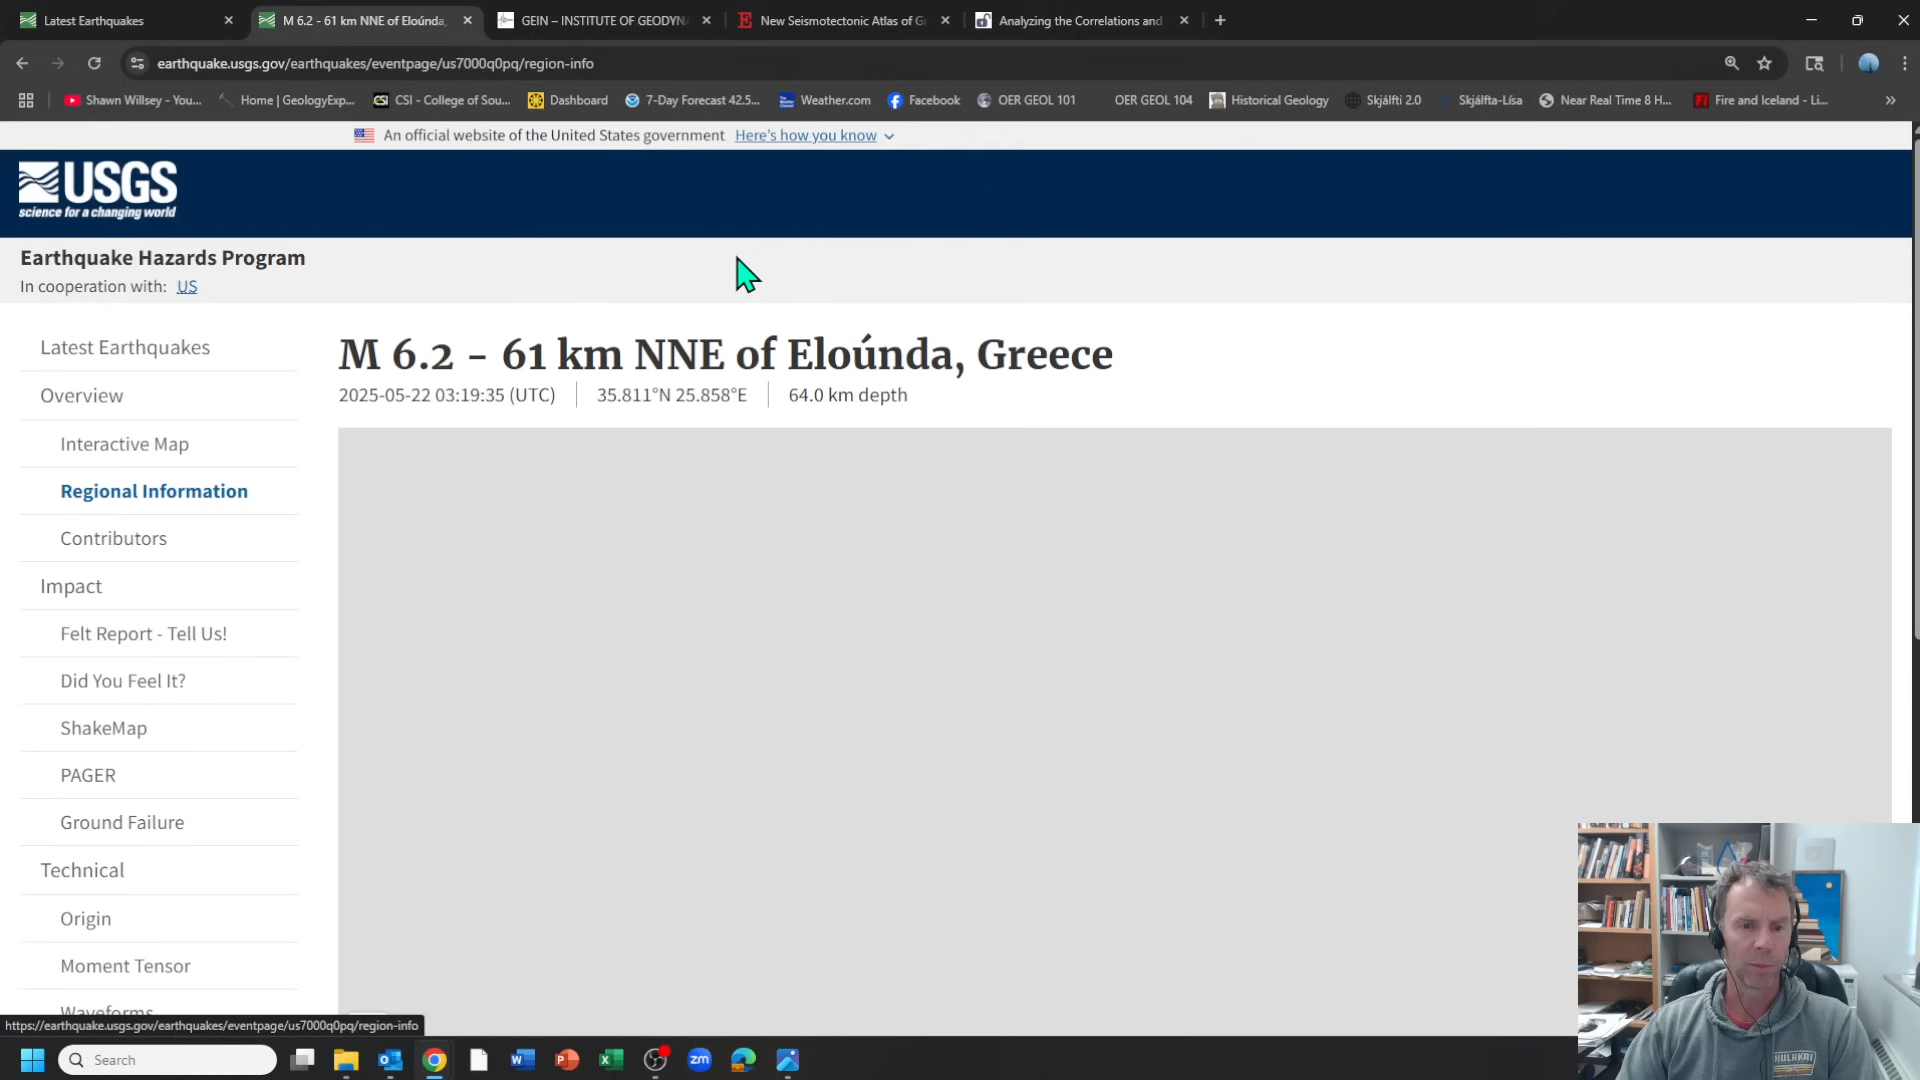 Latest Earthquakes
M 6.2 - 61 km NNE of Eloúnda,
GEIN – INSTITUTE OF GEODYN
New Seismotectonic Atlas of G
Analyzing the Correlations and
earthquake.usgs.gov/earthquakes/eventpage/us7000q0pq/region-info
Shawn Willsey - You...
Home | GeologyExp...
CSI - College of Sou...
Dashboard
7-Day Forecast 42.5...
Weather.com
Facebook
OER GEOL 101
OER GEOL 104
Historical Geology
Skjálfti 2.0
Skjálfta-Lísa
Near Real Time 8 H...
Fire and Iceland - Li...
An official website of the United States government Here's how you know
USGS
science for a changing world
Earthquake Hazards Program
In cooperation with: US
Latest Earthquakes
Overview
Interactive Map
Regional Information
Contributors
Impact
Felt Report - Tell Us!
Did You Feel It?
ShakeMap
PAGER
Ground Failure
Technical
Origin
Moment Tensor
Waveforms
M 6.2 - 61 km NNE of Eloúnda, Greece
2025-05-22 03:19:35 (UTC)
35.811°N 25.858°E
64.0 km depth
https://earthquake.usgs.gov/earthquakes/eventpage/us7000q0pq/region-info
Search
zm
HULAKAI